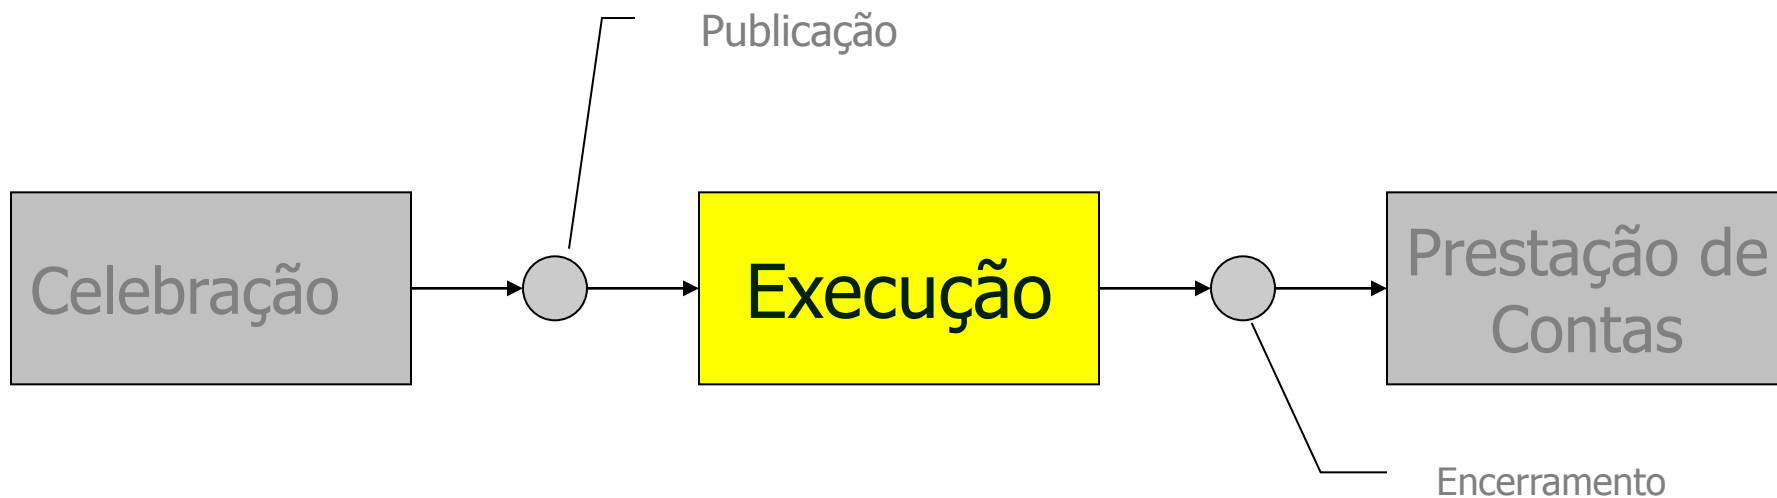 Publicação
Celebração
Execução
Prestação de
Contas
Encerramento